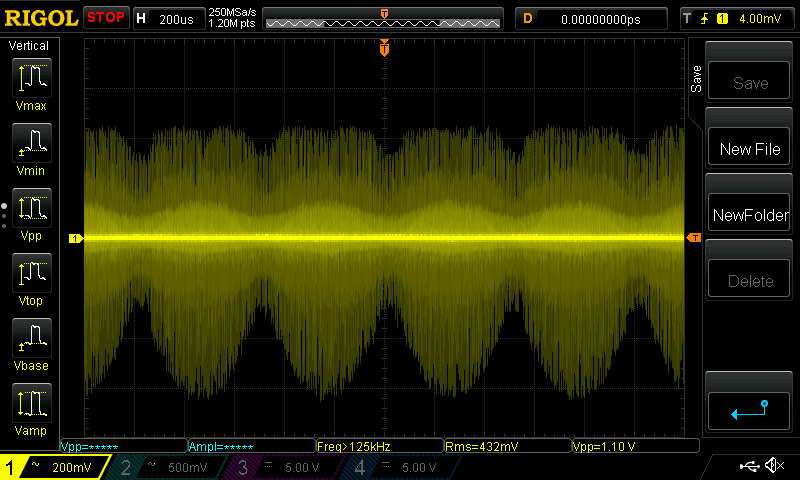 RIGOL STOP H 200us 250MSa/s D 0.00000000ps T 1 4.00mV
1.20M pts
T
Vertical
Save
Save
Vmax
New File
Vmin
NewFolder
Vpp
1
T
Delete
Vtop
Vbase
Vamp
Vpp=***** Ampl=***** Freq>125kHz Rms=432mV Vpp=1.10 V
1 ~ 200mV 2 ~ 500mV 3 = 5.00 V 4 = 5.00 V